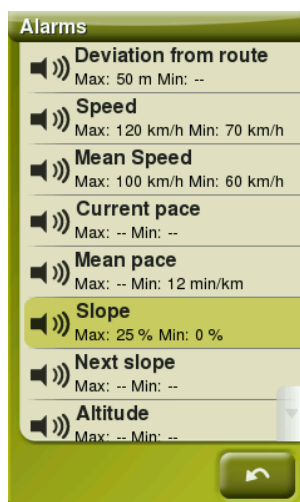 Alarms
Deviation from route
Max: 50 m Min: --
Speed
Max: 120 km/h Min: 70 km/h
Mean Speed
Max: 100 km/h Min: 60 km/h
Current pace
Max: -- Min: --
Mean pace
Max: -- Min: 12 min/km
Slope
Max: 25 % Min: 0 %
Next slope
Max: -- Min: --
Altitude
Max: -- Min: --